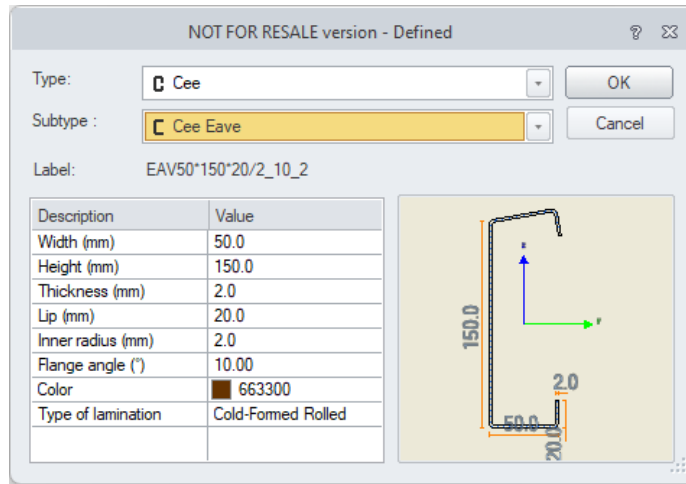 NOT FOR RESALE version - Defined
Type: Cee OK
Subtype : Cee Eave Cancel
Label: EAV50*150*20/2_10_2
Description Value
Width (mm) 50.0
Height (mm) 150.0
Thickness (mm) 2.0
Lip (mm) 20.0
Inner radius (mm) 2.0
Flange angle (°) 10.00
Color 663300
Type of lamination Cold-Formed Rolled
150.0
2.0
50.0
20.0